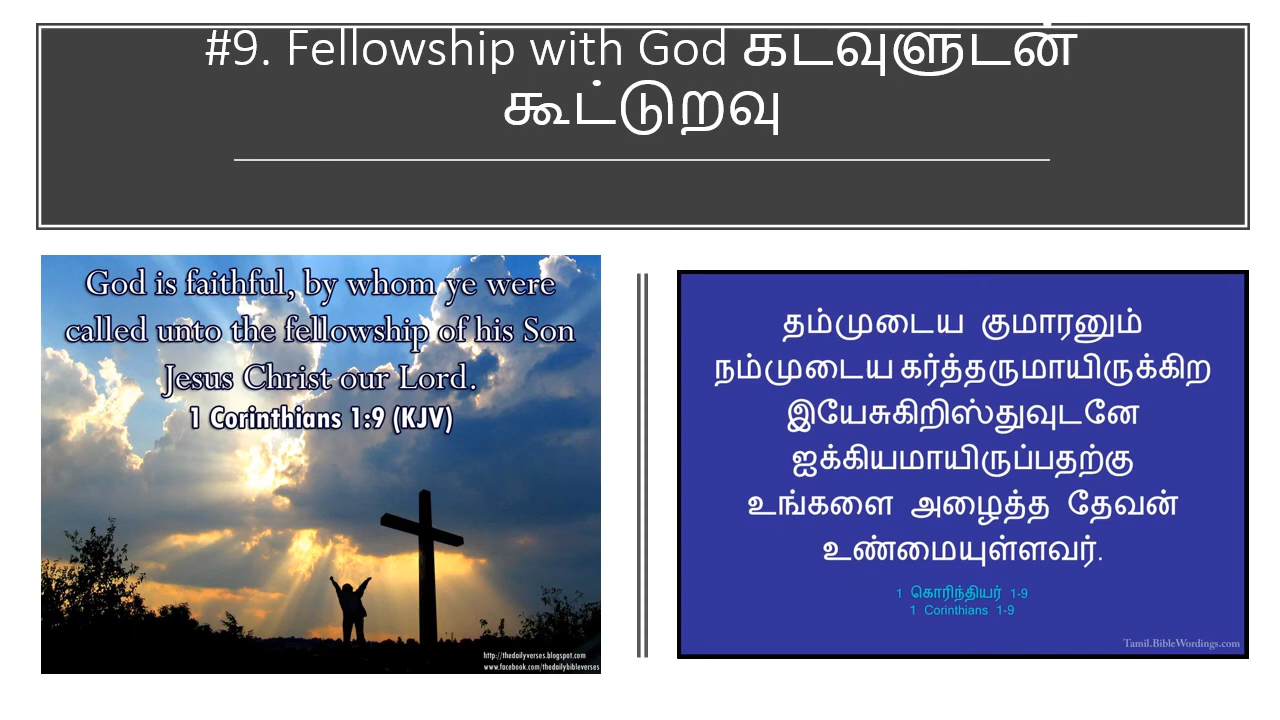 #9. Fellowship with God கடவுளுடன்
கூட்டுறவு
God is faithful, by whom ye were
called unto the fellowship of his Son
Jesus Christ our Lord.
1 Corinthians 1:9 (KJV)
http://thedailyverses.blogspot.com
www.facebook.com/thedailybibleverses
தம்முடைய குமாரனும்
நம்முடைய கர்த்தருமாயிருக்கிற
இயேசுகிறிஸ்துவுடனே
ஐக்கியமாயிருப்பதற்கு
உங்களை அழைத்த தேவன்
உண்மையுள்ளவர்.
1 கொரிந்தியர் 1-9
1 Corinthians 1-9
Tamil.BibleWordings.com